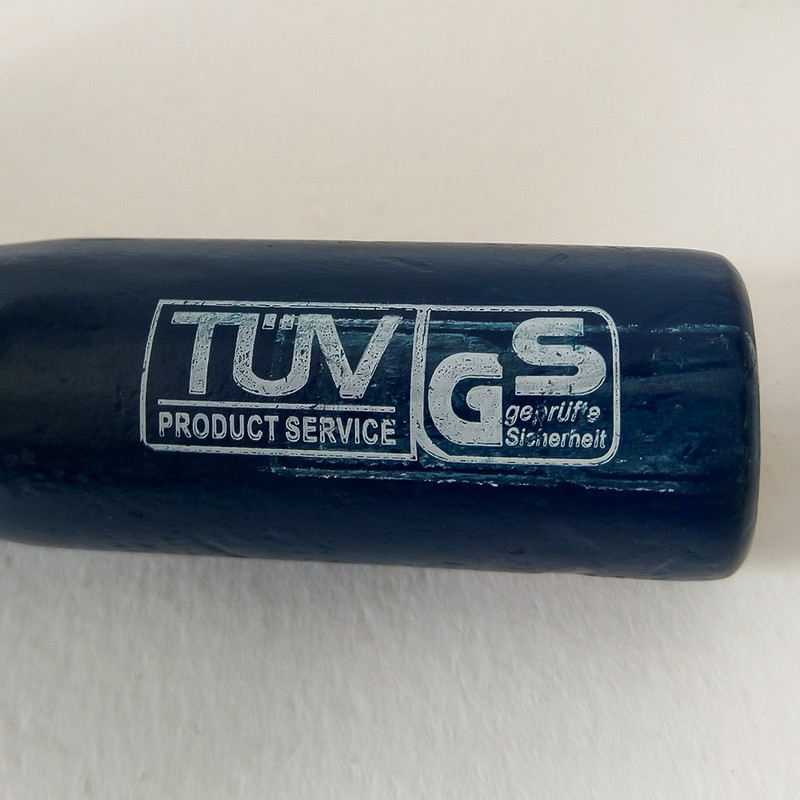 TÜV
PRODUCT SERVICE
GS
geprüfte
Sicherheit